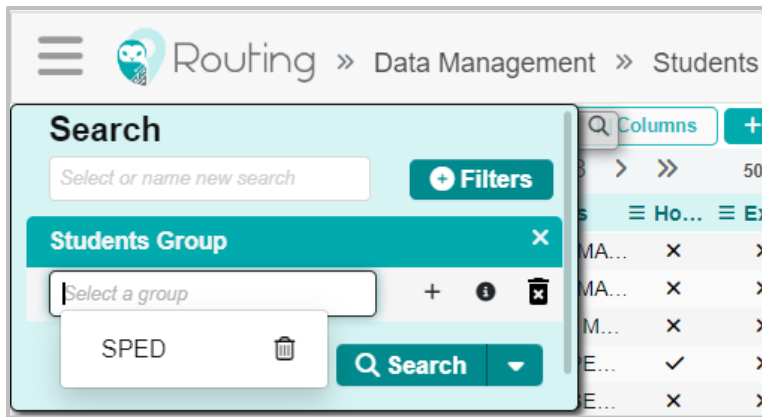 Routing » Data Management » Students
Search
Columns
Select or name new search
Filters
50
Students Group
Ho...
Select a group
MA...
MA...
M...
SPED
Search